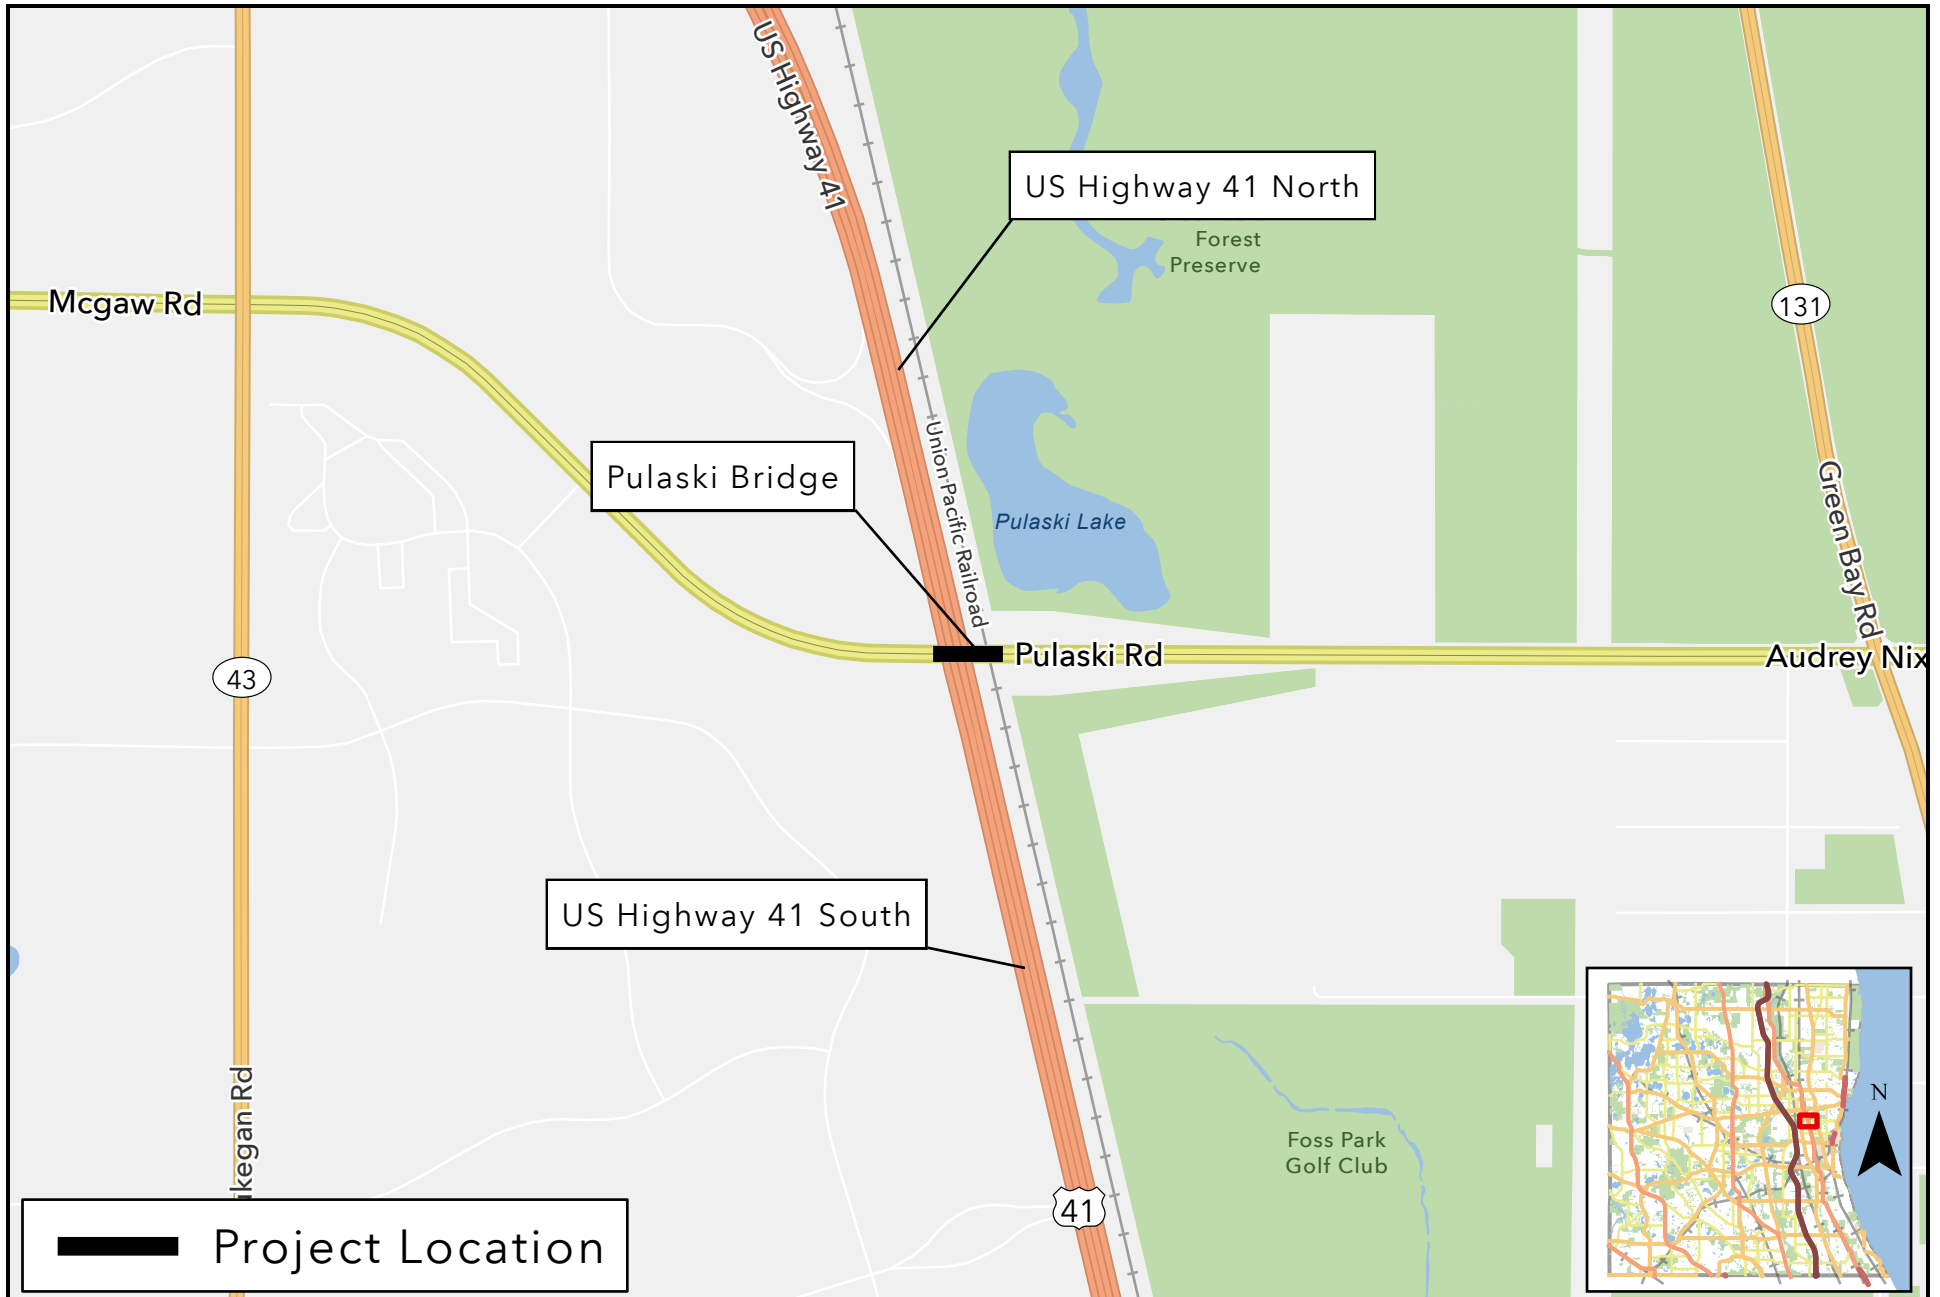 US Highway 41
US Highway 41 North
Forest
Preserve
Mcgaw Rd
131
Union Pacific Railroad
Pulaski Bridge
Pulaski Lake
Green Bay Rd
Pulaski Rd
Audrey Nix
43
US Highway 41 South
ukegan Rd
Foss Park
Golf Club
N
41
Project Location